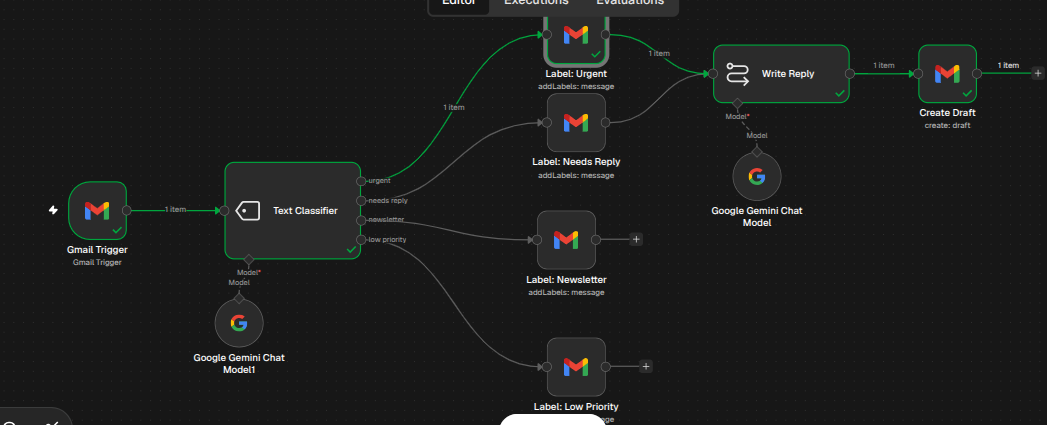 Editor Executions Evaluations
1 item
Label: Urgent
addLabels: message
1 item
Write Reply
Model*
Model
Google Gemini Chat
Model
1 item
Create Draft
create: draft
1 item
Label: Needs Reply
addLabels: message
Gmail Trigger
Gmail Trigger
1 item
Text Classifier
urgent
needs reply
newsletter
low priority
Model*
Model
Google Gemini Chat
Model1
Label: Newsletter
addLabels: message
Label: Low Priority